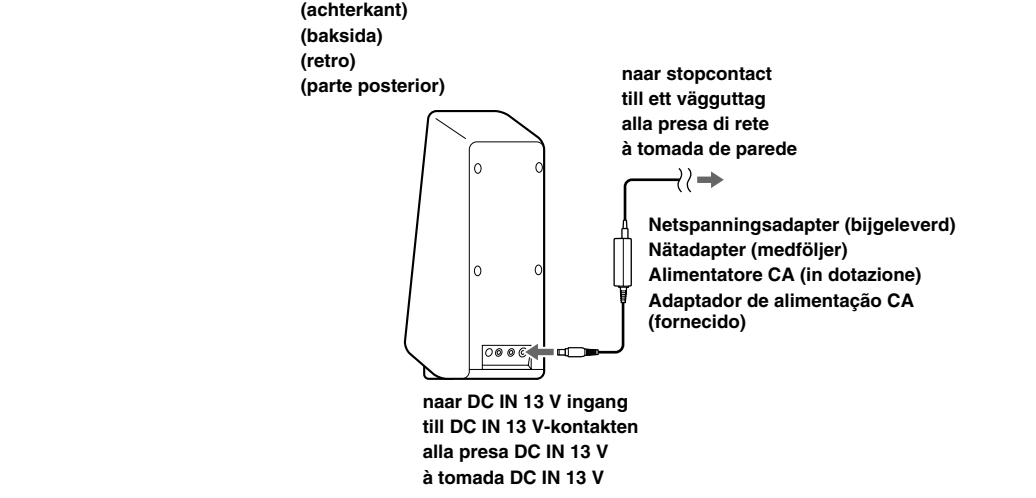 (achterkant)
(baksida)
(retro)
(parte posterior)
naar stopcontact
till ett vägguttag
alla presa di rete
à tomada de parede
Netspanningsadapter (bijgeleverd)
Nätadapter (medföljer)
Alimentatore CA (in dotazione)
Adaptador de alimentação CA
(fornecido)
naar DC IN 13 V ingang
till DC IN 13 V-kontakten
alla presa DC IN 13 V
à tomada DC IN 13 V